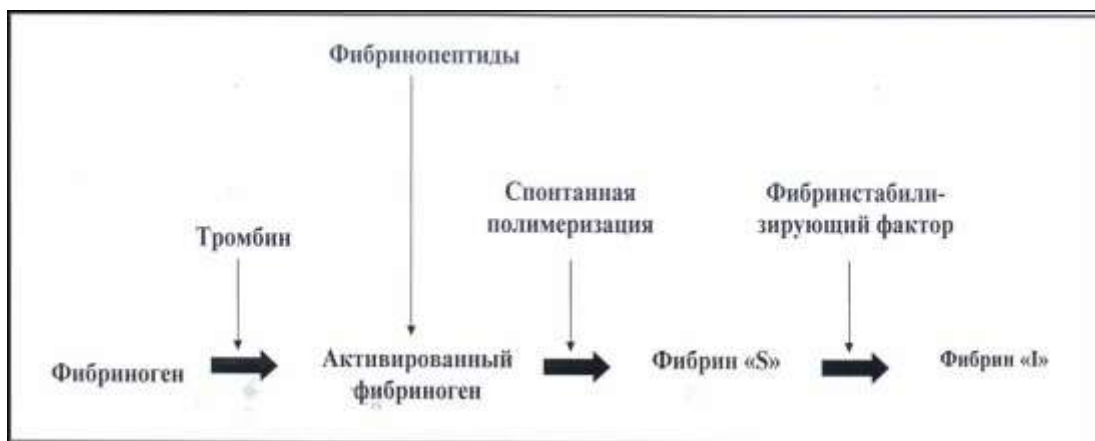 Фибринопептиды
Спонтанная
полимеризация
Фибринстабили-
зирующий фактор
Тромбин
Фибриноген
Активированный
фибриноген
Фибрин «S»
Фибрин «I»